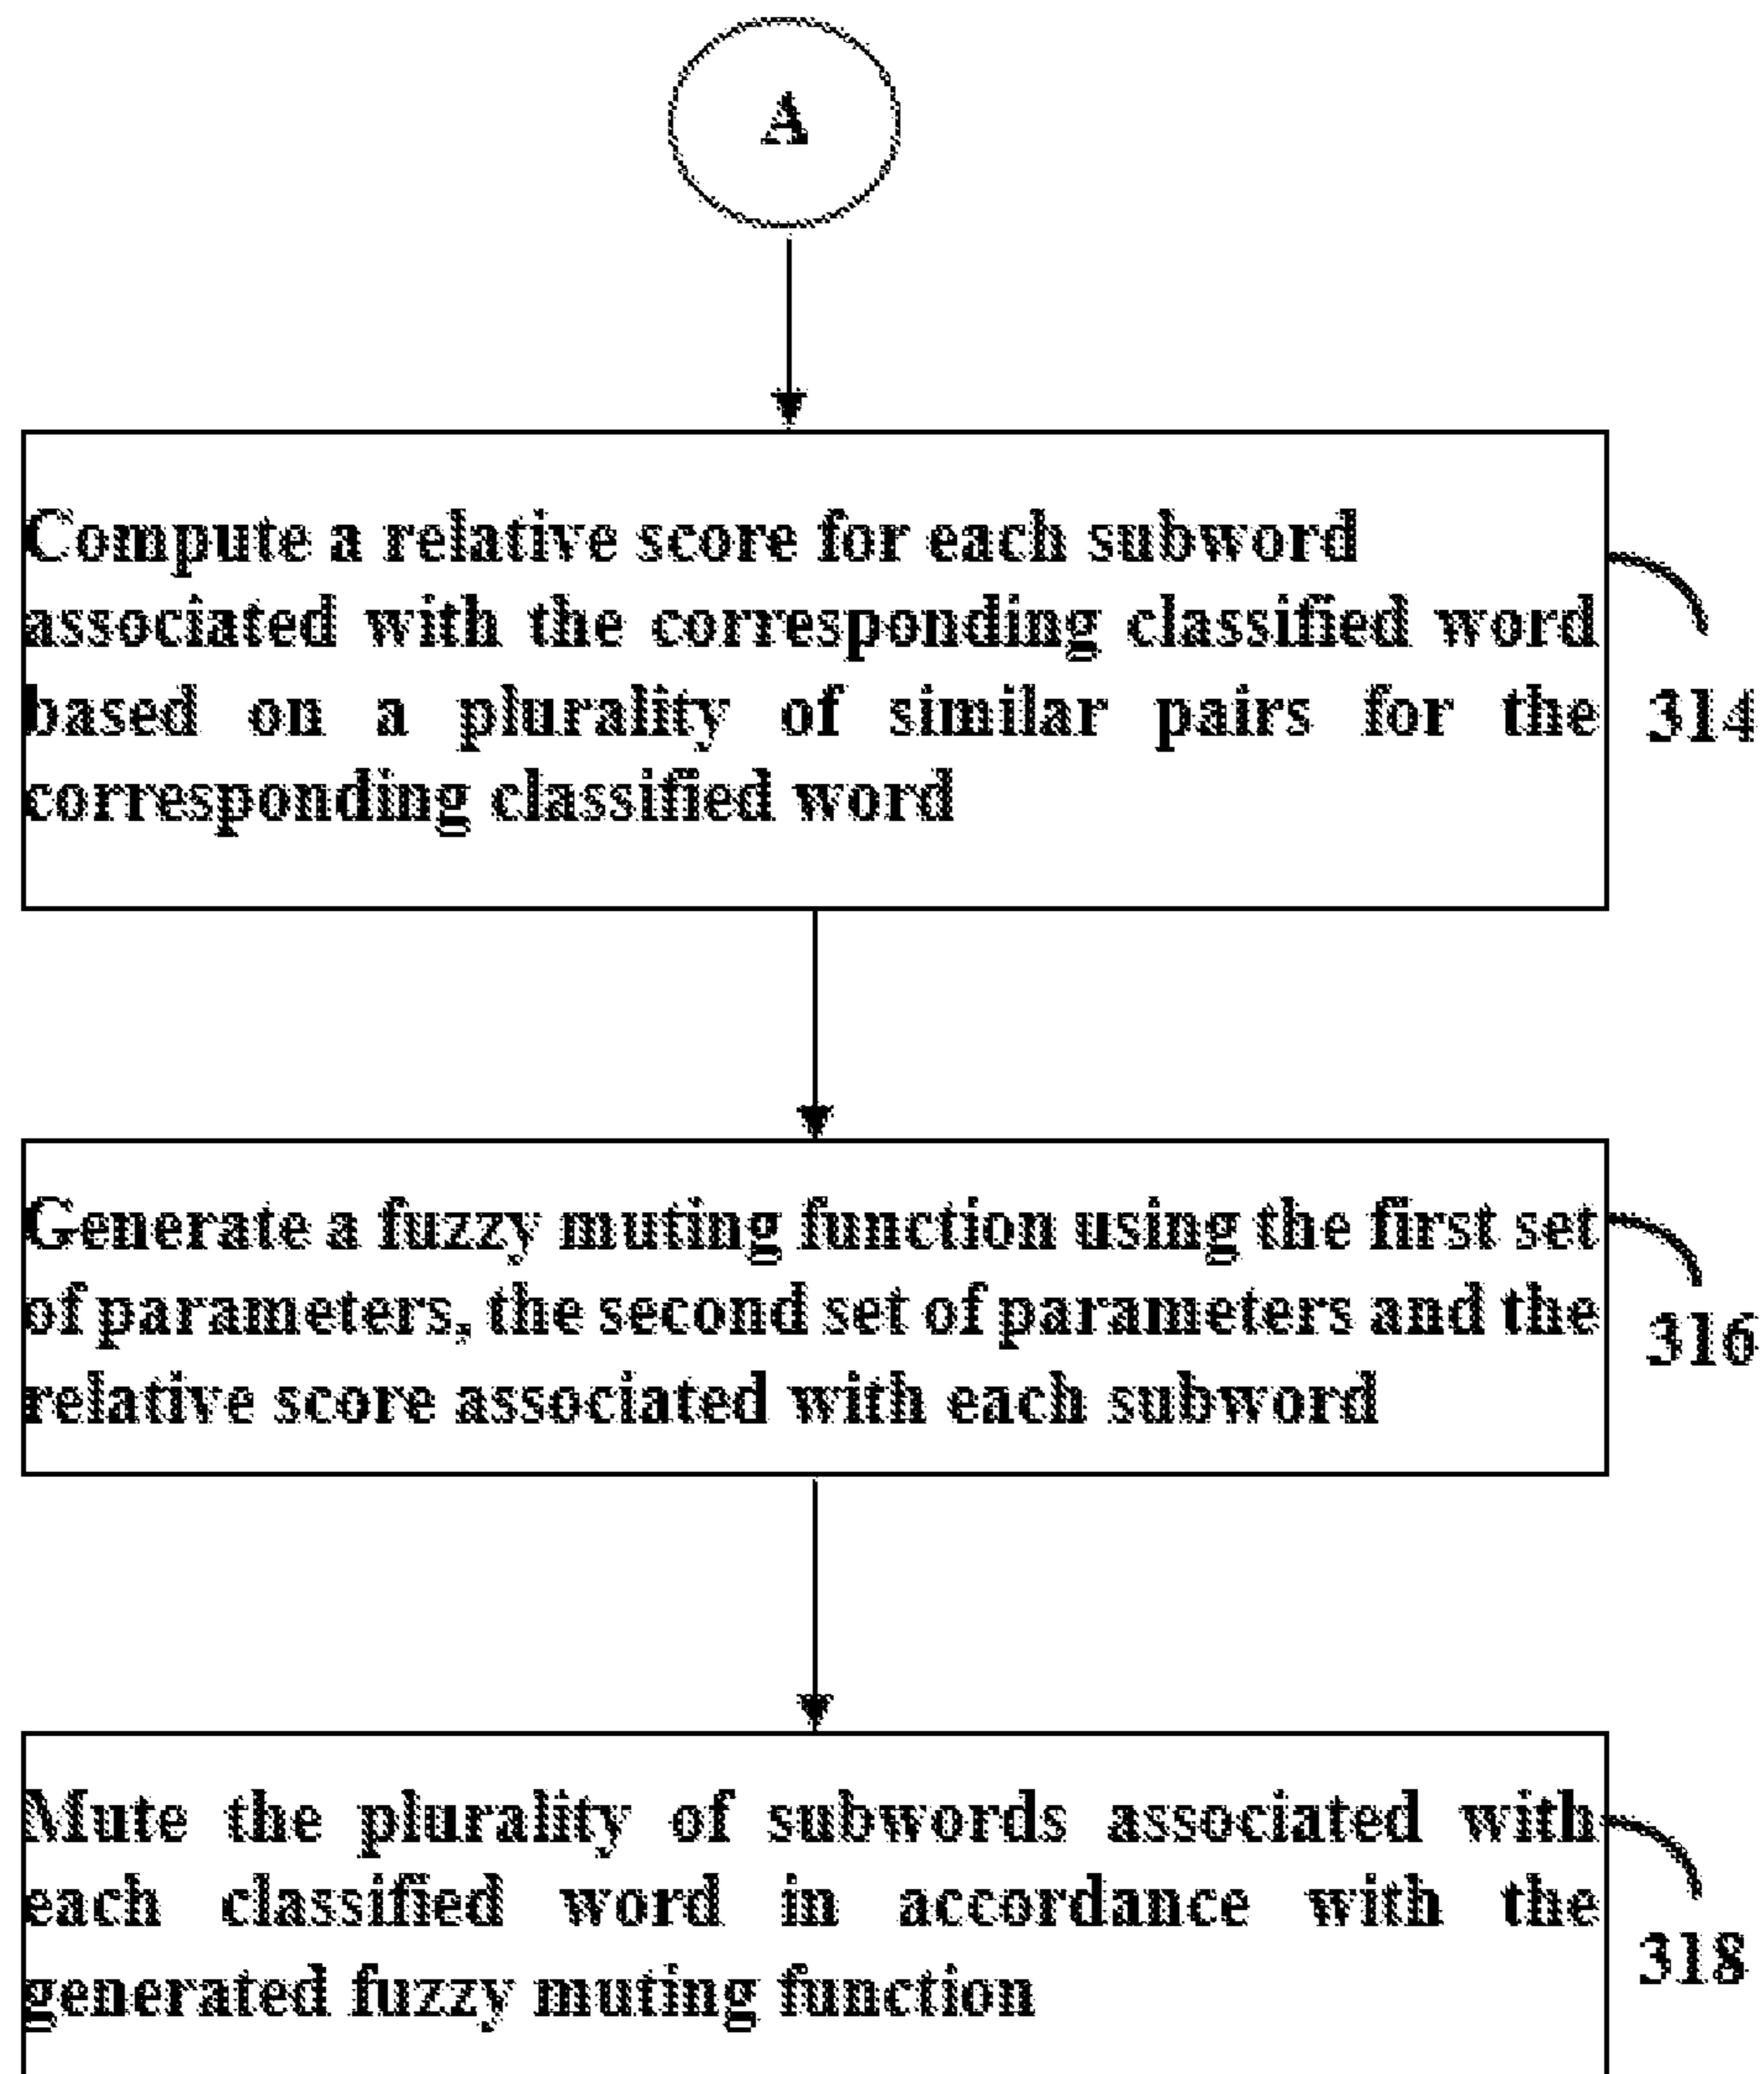 A
Compute a relative score for each subword
associated with the corresponding classified word
based on a plurality of similar pairs for the
corresponding classified word
314
Generate a fuzzy muting function using the first set
of parameters, the second set of parameters and the
relative score associated with each subword
316
Mute the plurality of subwords associated with
each classified word in accordance with the
generated fuzzy muting function
318